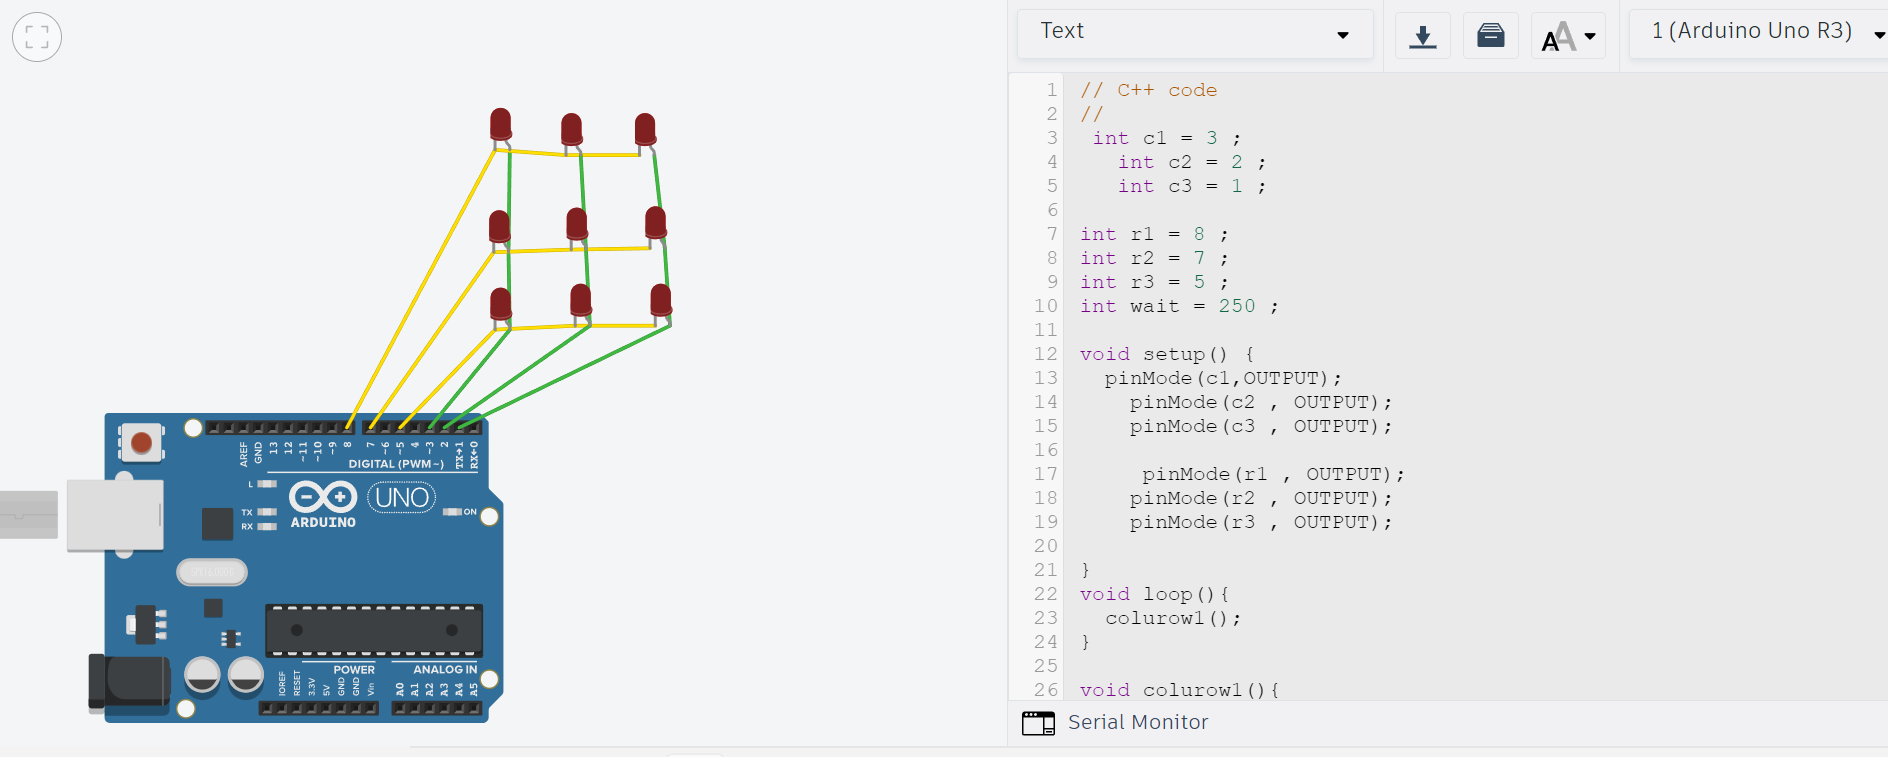 Text
1 (Arduino Uno R3)
1 // C++ code
2 //
3 int c1 = 3 ;
4 int c2 = 2 ;
5 int c3 = 1 ;
6
7 int r1 = 8 ;
8 int r2 = 7 ;
9 int r3 = 5 ;
10 int wait = 250 ;
11
12 void setup() {
13 pinMode(c1,OUTPUT);
14 pinMode(c2 , OUTPUT);
15 pinMode(c3 , OUTPUT);
16
17 pinMode(r1 , OUTPUT);
18 pinMode(r2 , OUTPUT);
19 pinMode(r3 , OUTPUT);
20
21 }
22 void loop(){
23 colurow1();
24 }
25
26 void colurow1(){
Serial Monitor
AREF GND 13 12 ~11 ~10 ~9 8 7 ~6 ~5 4 ~3 2 TX→1 RX←0
DIGITAL (PWM~)
L
TX
RX
UNO
ARDUINO
ON
POWER
ANALOG IN
IOREF RESET 3.3V 5V GND GND Vin A0 A1 A2 A3 A4 A5